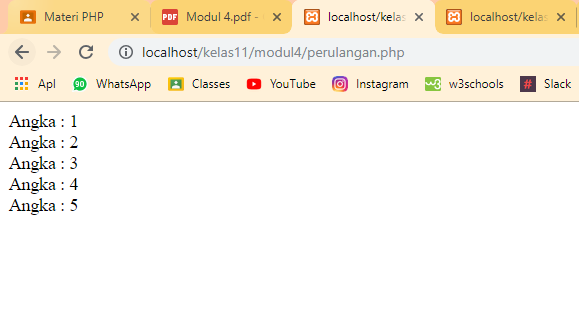 Materi PHP
Modul 4.pdf -
localhost/kelas
localhost/kelas
localhost/kelas11/modul4/perulangan.php
Apl
90 WhatsApp
Classes
YouTube
Instagram
w3schools
# Slack
Angka : 1
Angka : 2
Angka : 3
Angka : 4
Angka : 5